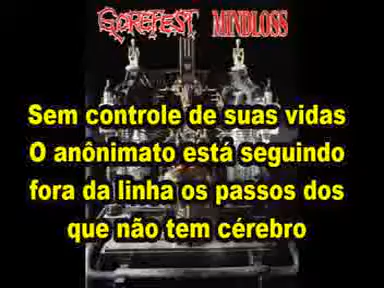 GOREFEST MINDLOSS
Sem controle de suas vidas
O anônimato está seguindo
fora da linha os passos dos
que não tem cérebro